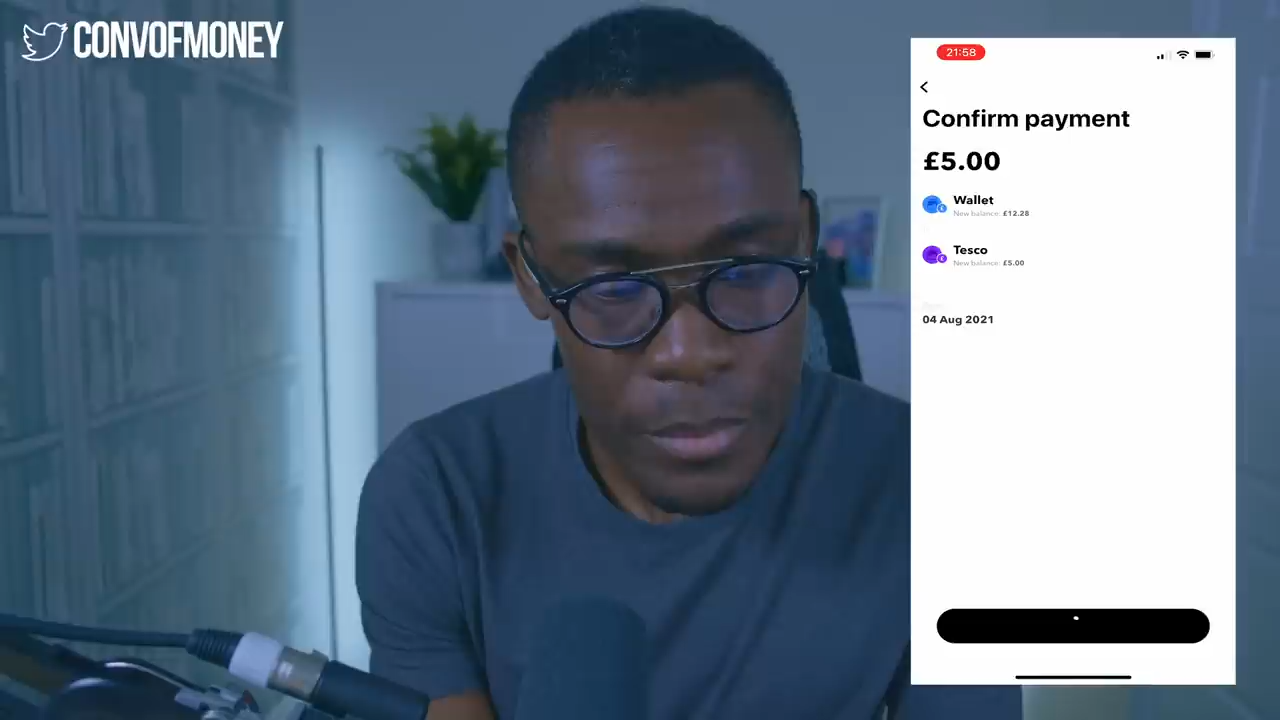 CONVOFMONEY
21:58
Confirm payment
£5.00
Wallet
New balance: £12.28
Tesco
New balance: £5.00
04 Aug 2021